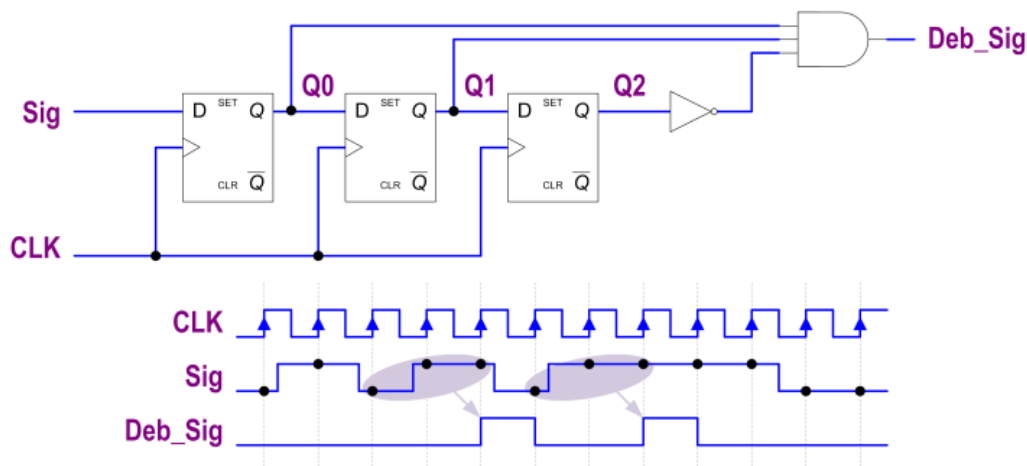 Deb_Sig
Q0 Q1 Q2
Sig
D SET Q D SET Q D SET Q
CLR Q̅ CLR Q̅ CLR Q̅
CLK
CLK
Sig
Deb_Sig